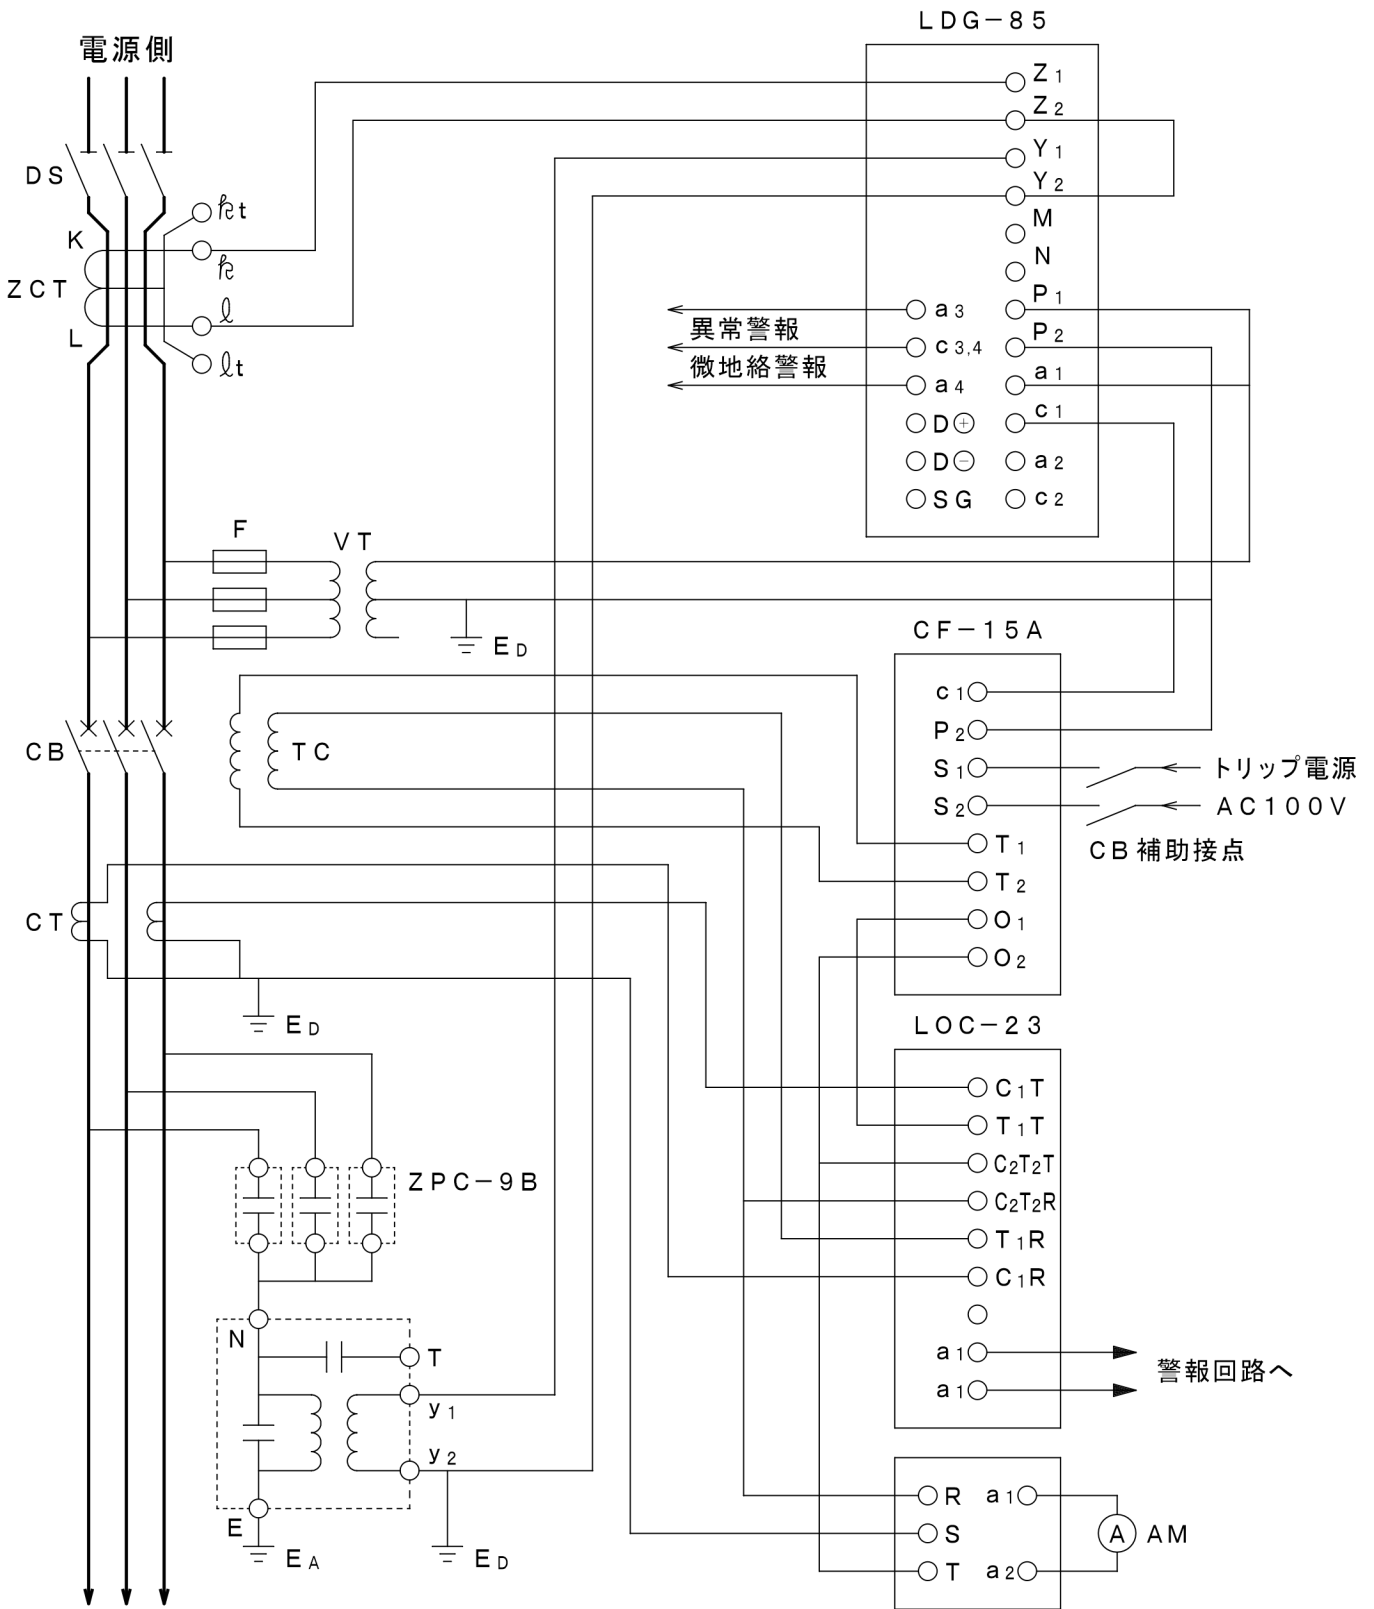 LDG-85
電源側
Z1
Z2
Y1
Y2
M
N
P1
P2
a1
c1
a2
c2
a3
c3,4
a4
D⊕
D⊖
SG
異常警報
微地絡警報
DS
K
ZCT
L
kt
k
ℓ
ℓt
F
VT
ED
CF-15A
c1
P2
S1
S2
T1
T2
O1
O2
トリップ電源
AC100V
CB補助接点
CB
TC
CT
ED
LOC-23
C1T
T1T
C2T2T
C2T2R
T1R
C1R
a1
a1
警報回路へ
ZPC-9B
N
T
y1
y2
E
EA
ED
R a1
S
T a2
A
AM